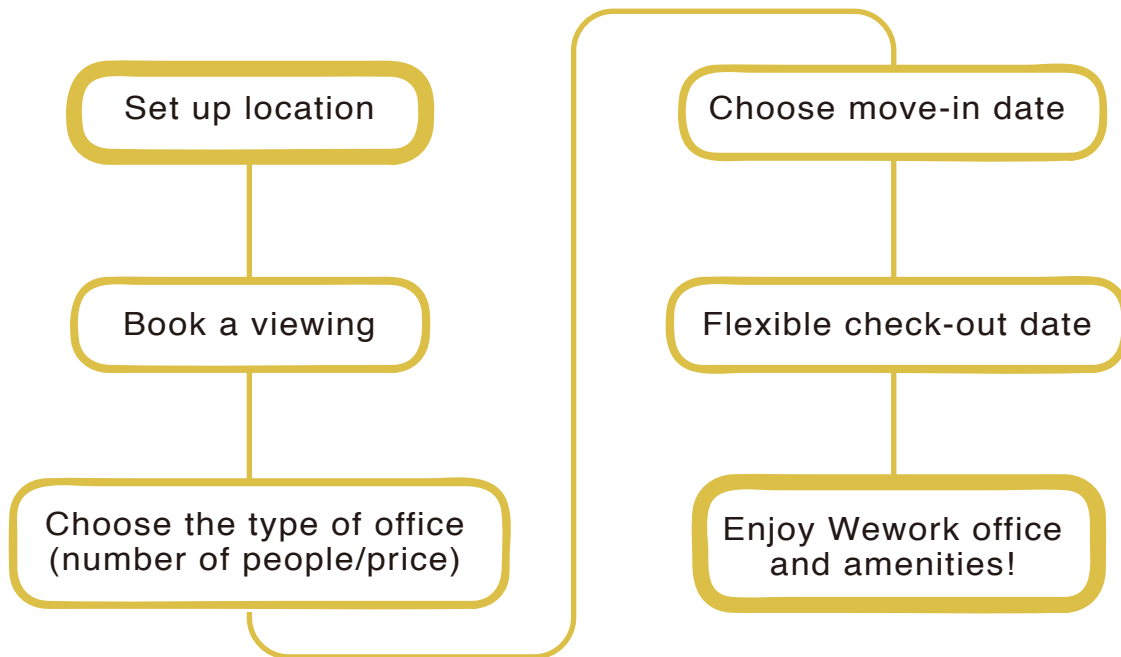 Set up location
Book a viewing
Choose the type of office
(number of people/price)
Choose move-in date
Flexible check-out date
Enjoy Wework office
and amenities!